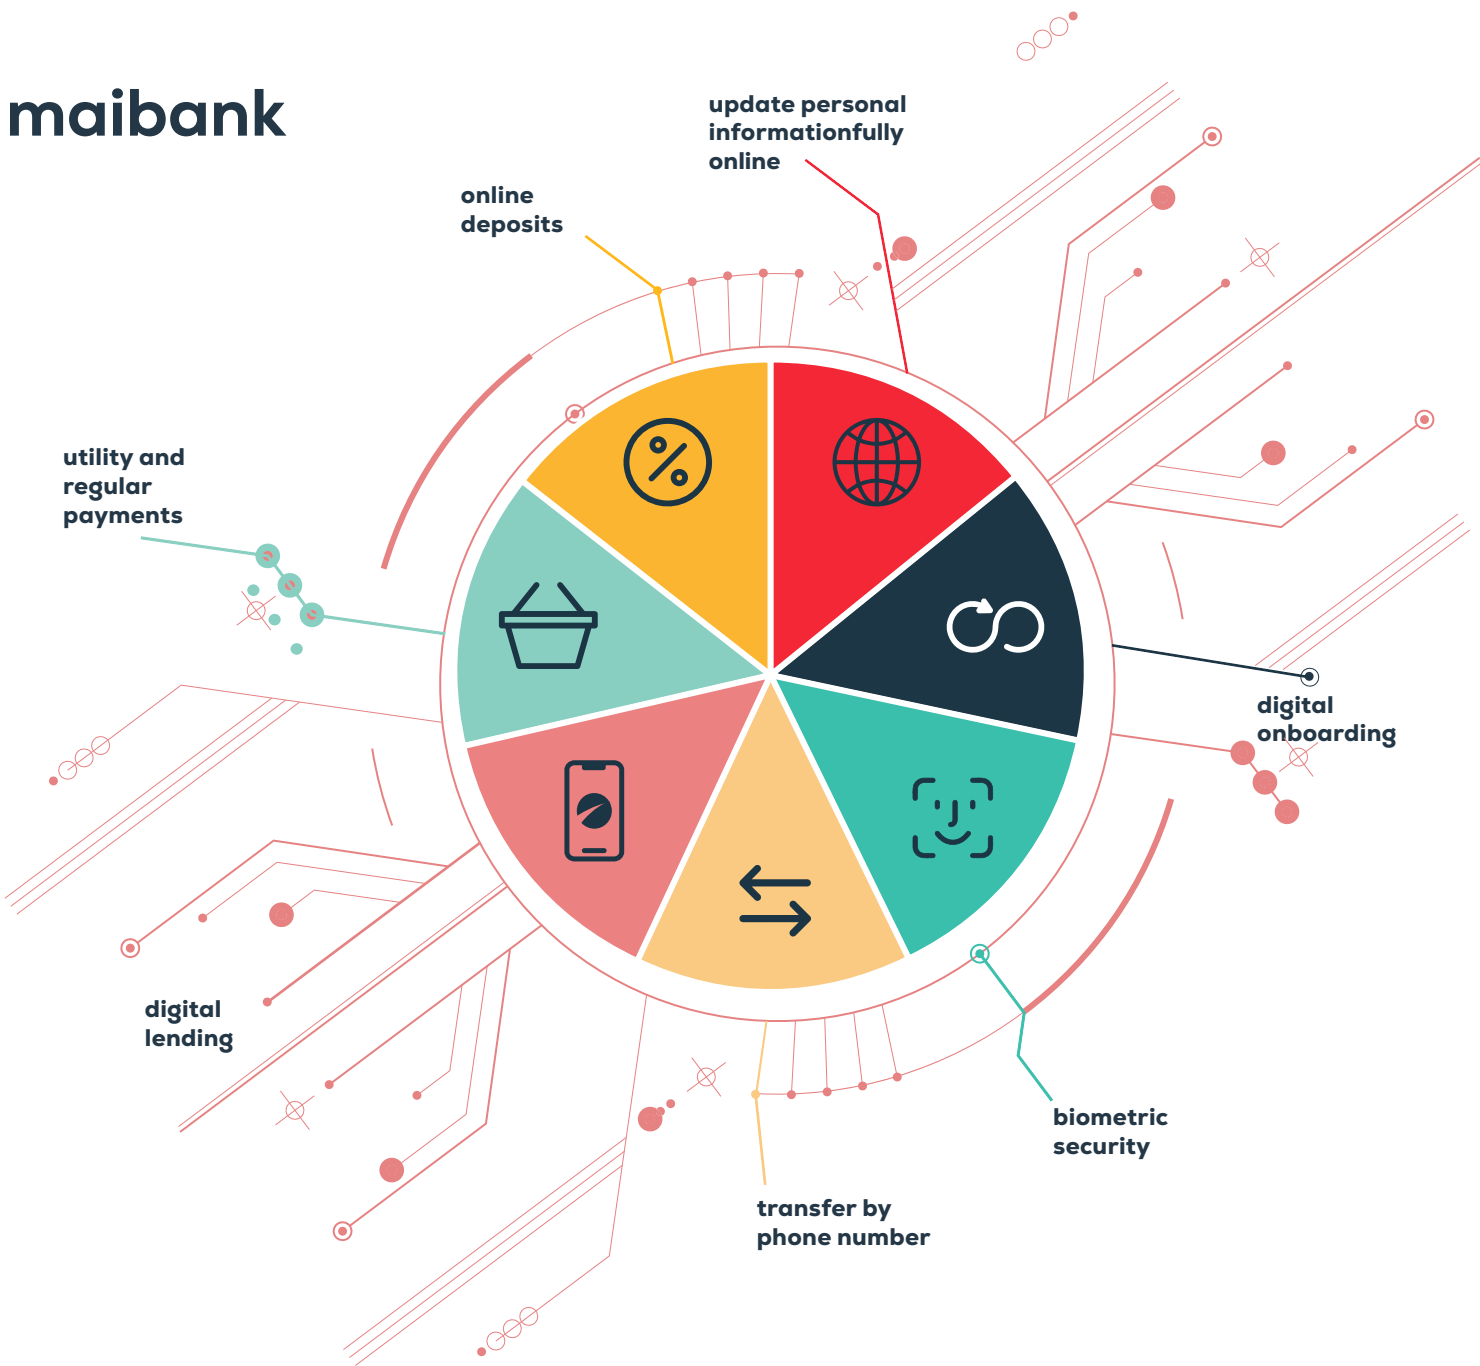 maibank
update personal
informationfully
online
online
deposits
utility and
regular
payments
digital
onboarding
digital
lending
biometric
security
transfer by
phone number